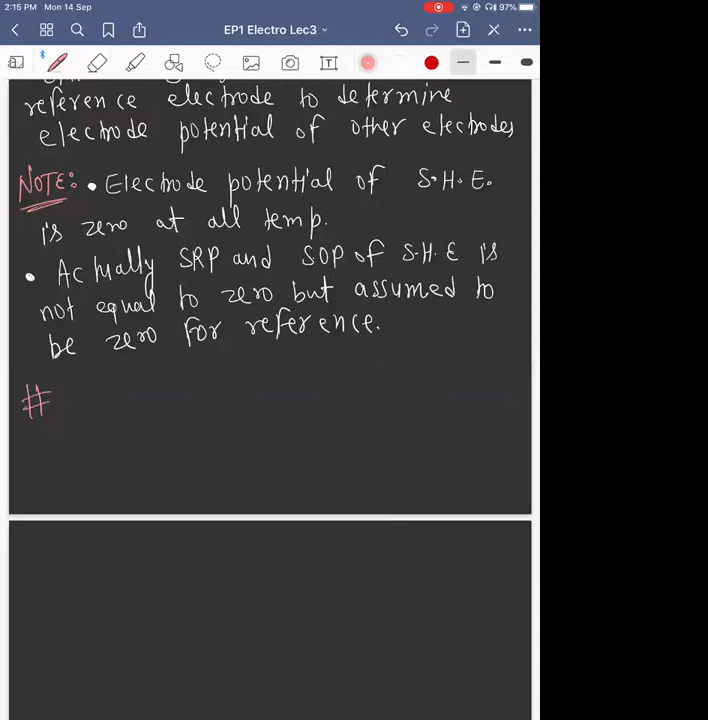 2:15 PM Mon 14 Sep
97%
EP1 Electro Lec3
T
reference electrode to determine
electrode potential of other electrodes
NOTE: • Electrode potential of S.H.E.
is zero at all temp.
• Actually SRP and SOP of S.H.E is
not equal to zero but assumed to
be zero for reference.
#